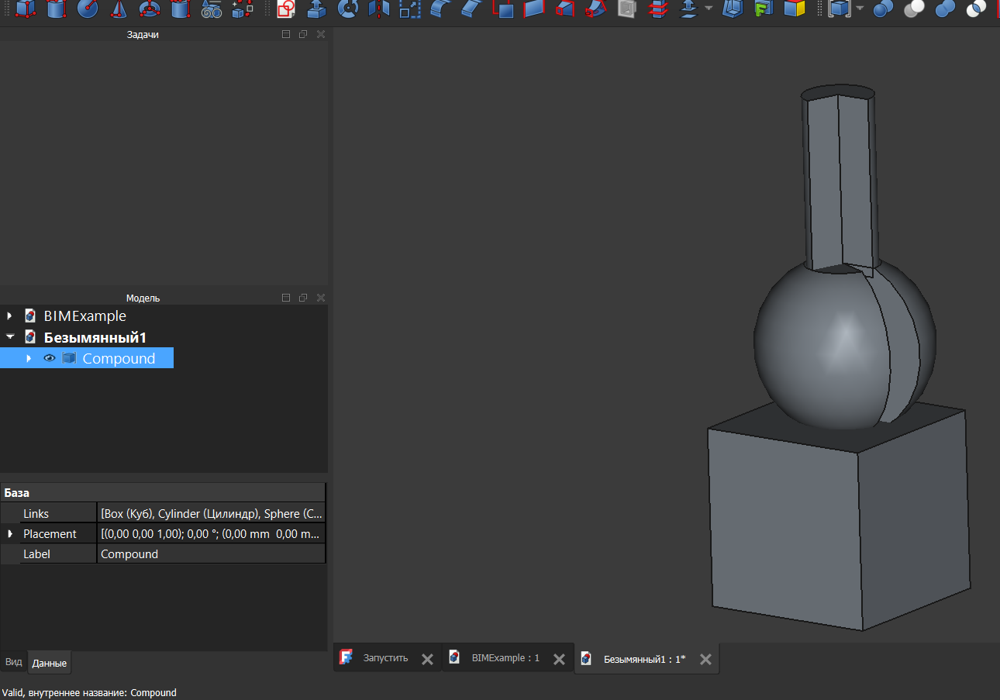 Задачи
Модель
BIMExample
Безымянный1
Compound
База
Links [Box (Куб), Cylinder (Цилиндр), Sphere (С...
Placement [(0,00 0,00 1,00); 0,00 °; (0,00 mm 0,00 m...
Label Compound
Вид Данные
Запустить BIMExample : 1 Безымянный1 : 1*
Valid, внутреннее название: Compound